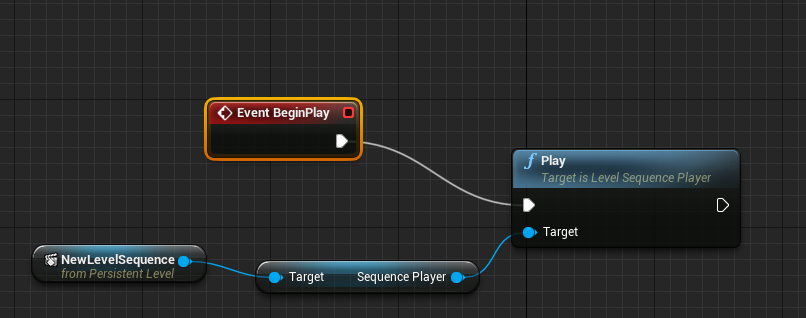 Event BeginPlay
Play
Target is Level Sequence Player
Target
NewLevelSequence
from Persistent Level
Target Sequence Player